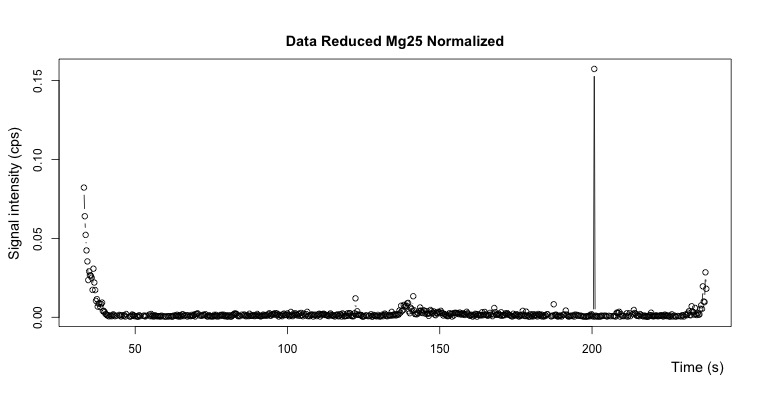 Data Reduced Mg25 Normalized
Signal intensity (cps)
0.15
0.10
0.05
0.00
50 100 150 200
Time (s)